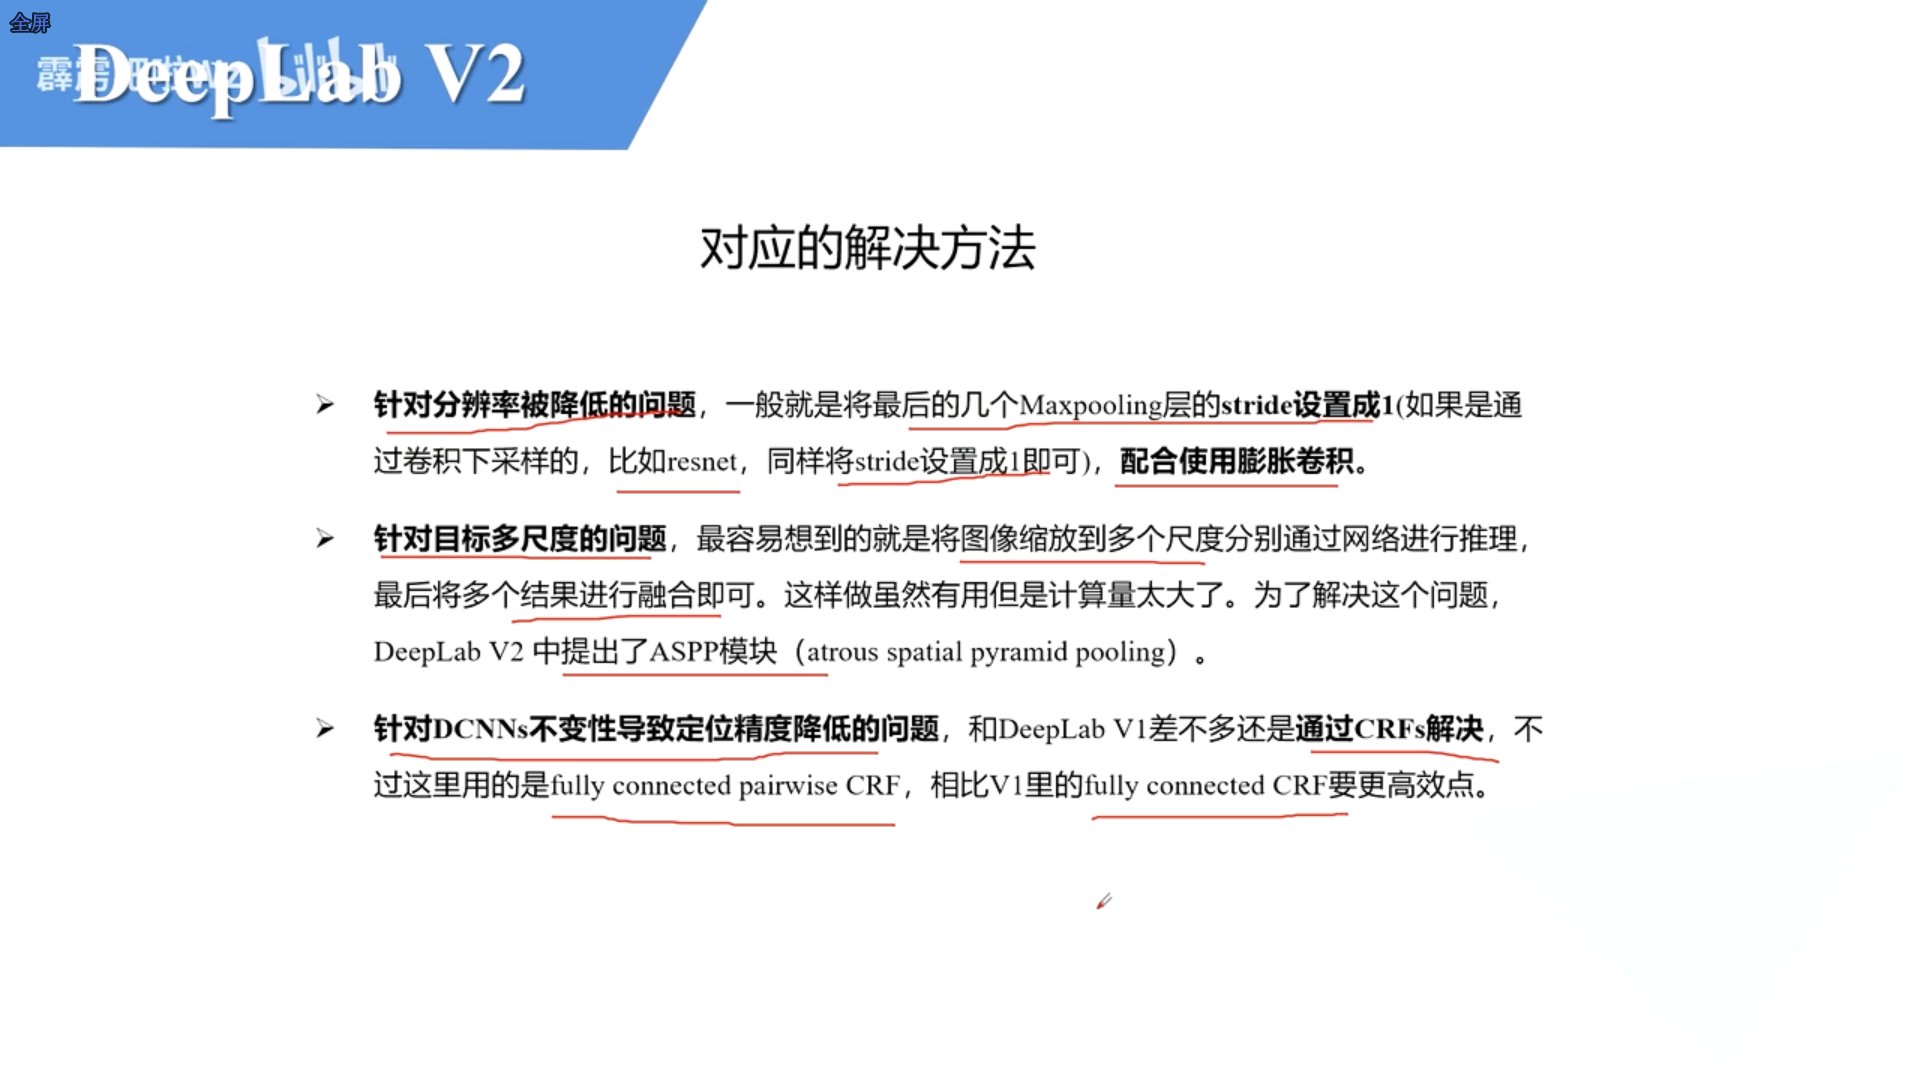 全屏
DeepLab V2
bilibili
对应的解决方法
➢ 针对分辨率被降低的问题，一般就是将最后的几个Maxpooling层的stride设置成1(如果是通
过卷积下采样的，比如resnet，同样将stride设置成1即可)，配合使用膨胀卷积。
➢ 针对目标多尺度的问题，最容易想到的就是将图像缩放到多个尺度分别通过网络进行推理，
最后将多个结果进行融合即可。这样做虽然有用但是计算量太大了。为了解决这个问题，
DeepLab V2 中提出了ASPP模块（atrous spatial pyramid pooling）。
➢ 针对DCNNs不变性导致定位精度降低的问题，和DeepLab V1差不多还是通过CRFs解决，不
过这里用的是fully connected pairwise CRF，相比V1里的fully connected CRF要更高效点。